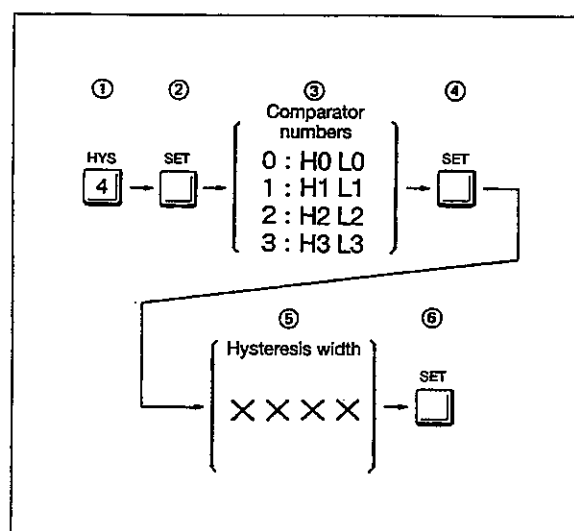 ① ② ③ ④
Comparator
numbers
HYS SET 0 : H0 L0 SET
4 1 : H1 L1
2 : H2 L2
3 : H3 L3
⑤ ⑥
Hysteresis width
SET
××××